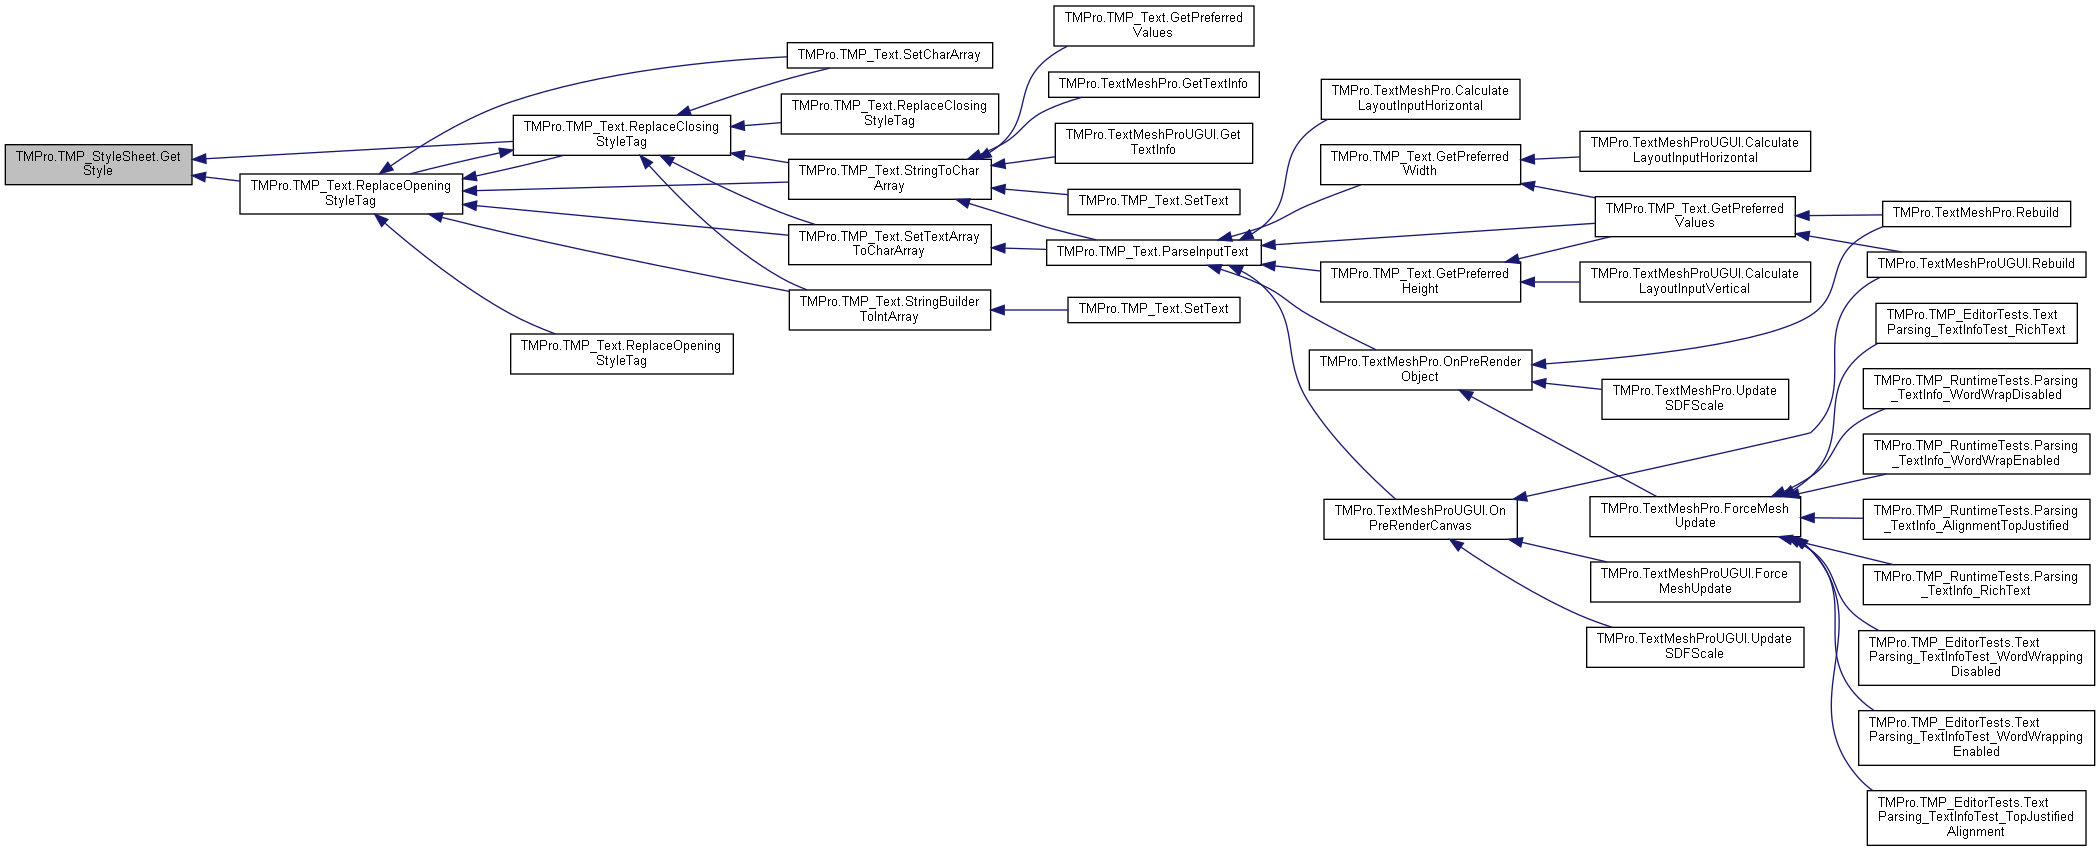 TMPro.TMP_StyleSheet.Get
Style
TMPro.TMP_Text.ReplaceOpening
StyleTag
TMPro.TMP_Text.ReplaceClosing
StyleTag
TMPro.TMP_Text.ReplaceOpening
StyleTag
TMPro.TMP_Text.SetCharArray
TMPro.TMP_Text.ReplaceClosing
StyleTag
TMPro.TMP_Text.StringToChar
Array
TMPro.TMP_Text.SetTextArray
ToCharArray
TMPro.TMP_Text.StringBuilder
ToIntArray
TMPro.TMP_Text.GetPreferred
Values
TMPro.TextMeshPro.GetTextInfo
TMPro.TextMeshProUGUI.Get
TextInfo
TMPro.TMP_Text.SetText
TMPro.TMP_Text.ParseInputText
TMPro.TMP_Text.SetText
TMPro.TextMeshPro.Calculate
LayoutInputHorizontal
TMPro.TMP_Text.GetPreferred
Width
TMPro.TMP_Text.GetPreferred
Height
TMPro.TextMeshPro.OnPreRender
Object
TMPro.TextMeshProUGUI.On
PreRenderCanvas
TMPro.TextMeshProUGUI.Calculate
LayoutInputHorizontal
TMPro.TMP_Text.GetPreferred
Values
TMPro.TextMeshProUGUI.Calculate
LayoutInputVertical
TMPro.TextMeshPro.Update
SDFScale
TMPro.TextMeshPro.ForceMesh
Update
TMPro.TextMeshProUGUI.Force
MeshUpdate
TMPro.TextMeshProUGUI.Update
SDFScale
TMPro.TextMeshPro.Rebuild
TMPro.TextMeshProUGUI.Rebuild
TMPro.TMP_EditorTests.Text
Parsing_TextInfoTest_RichText
TMPro.TMP_RuntimeTests.Parsing
_TextInfo_WordWrapDisabled
TMPro.TMP_RuntimeTests.Parsing
_TextInfo_WordWrapEnabled
TMPro.TMP_RuntimeTests.Parsing
_TextInfo_AlignmentTopJustified
TMPro.TMP_RuntimeTests.Parsing
_TextInfo_RichText
TMPro.TMP_EditorTests.Text
Parsing_TextInfoTest_WordWrapping
Disabled
TMPro.TMP_EditorTests.Text
Parsing_TextInfoTest_WordWrapping
Enabled
TMPro.TMP_EditorTests.Text
Parsing_TextInfoTest_TopJustified
Alignment